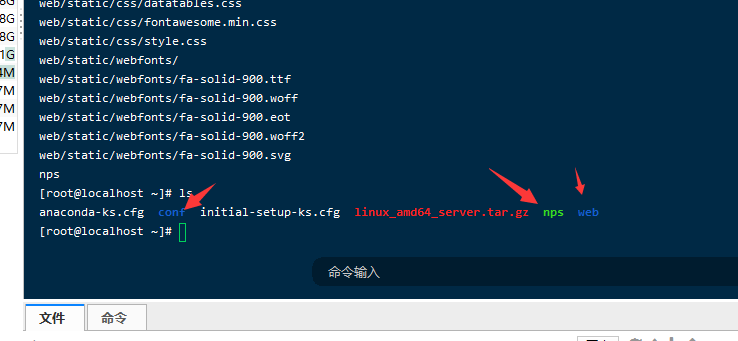 8G
8G
8G
1G
4M
7M
7M
7M
web/static/css/datatables.css
web/static/css/fontawesome.min.css
web/static/css/style.css
web/static/webfonts/
web/static/webfonts/fa-solid-900.ttf
web/static/webfonts/fa-solid-900.woff
web/static/webfonts/fa-solid-900.eot
web/static/webfonts/fa-solid-900.woff2
web/static/webfonts/fa-solid-900.svg
nps
[root@localhost ~]# ls
anaconda-ks.cfg conf initial-setup-ks.cfg linux_amd64_server.tar.gz nps web
[root@localhost ~]#
命令输入
文件 命令